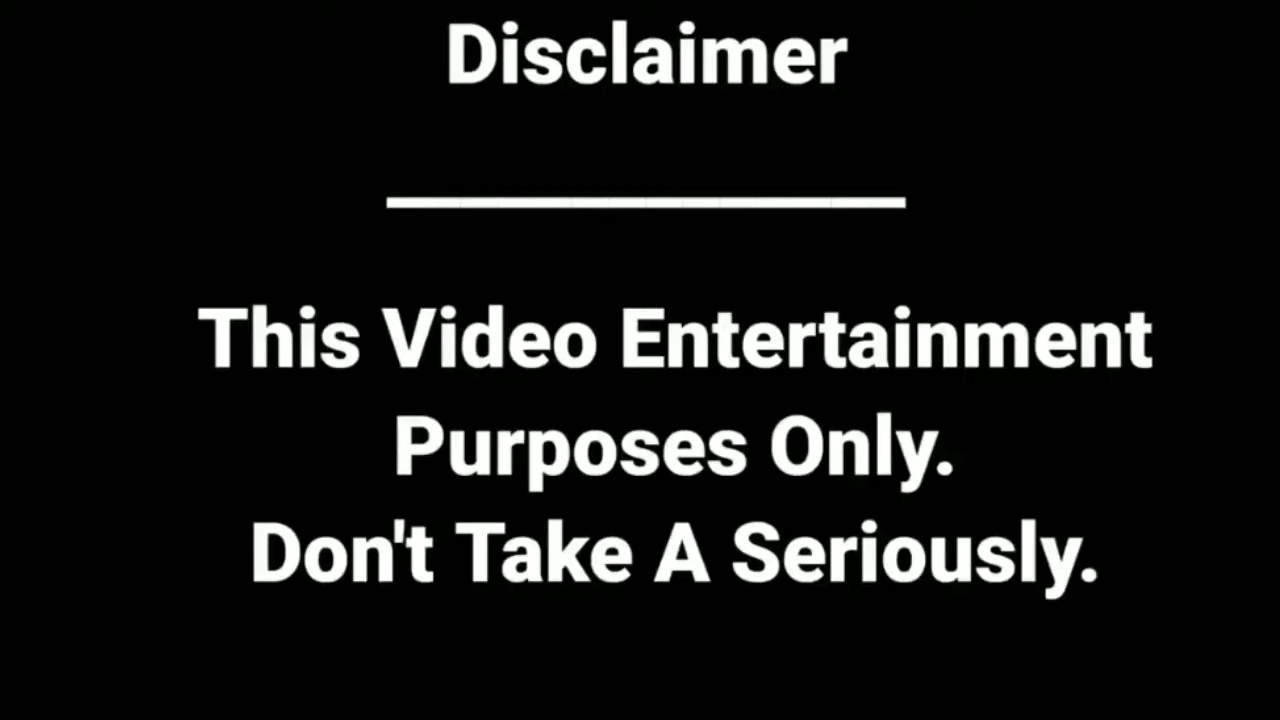 Disclaimer
This Video Entertainment
Purposes Only.
Don't Take A Seriously.